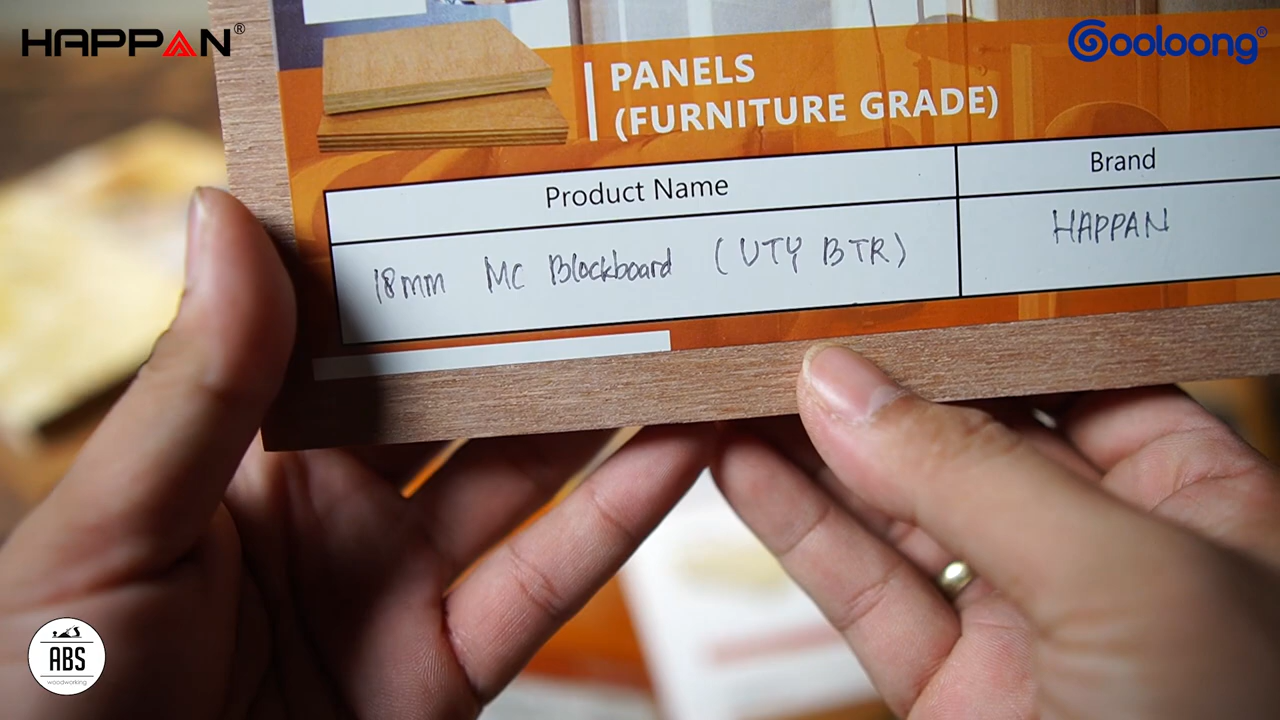 HAPPAN®
Gooloong®
PANELS
(FURNITURE GRADE)
Product Name
Brand
18mm MC Blockboard (UTY BTR)
HAPPAN
ABS
woodworking